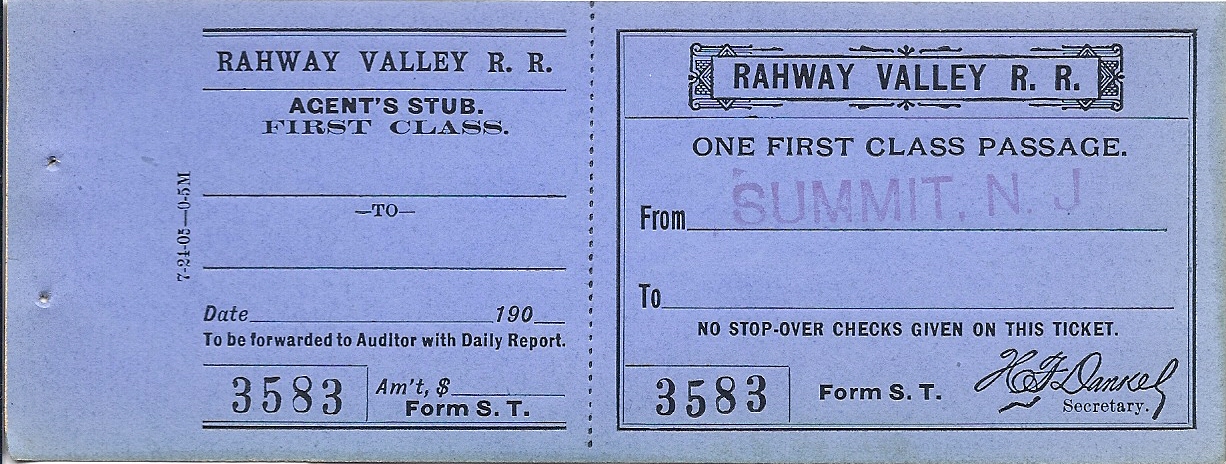 RAHWAY VALLEY R. R.
AGENT'S STUB.
FIRST CLASS.
—TO—
7-24-05—0-5M
Date 190
To be forwarded to Auditor with Daily Report.
3583
Am't, $
Form S. T.
RAHWAY VALLEY R. R.
ONE FIRST CLASS PASSAGE.
From SUMMIT, N. J
To
NO STOP-OVER CHECKS GIVEN ON THIS TICKET.
3583
Form S. T.
H F Dankel
Secretary.